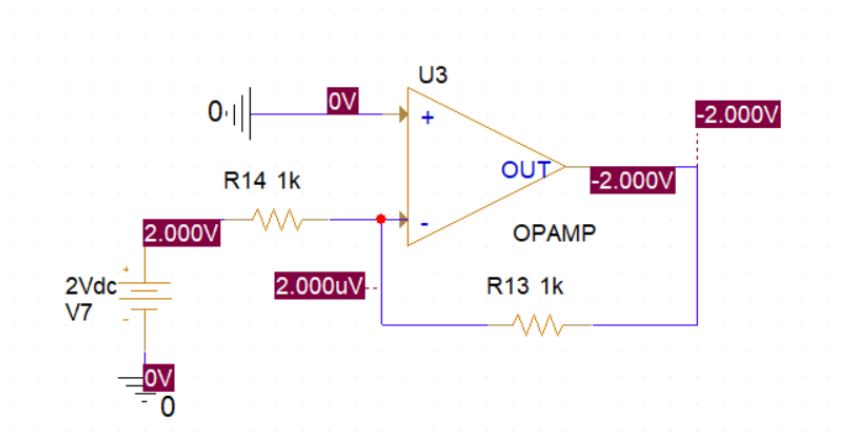 U3
0
0V
+
-2.000V
R14 1k
OUT
-2.000V
2.000V
-
OPAMP
2Vdc
V7
+
-
2.000uV
R13 1k
0V
0